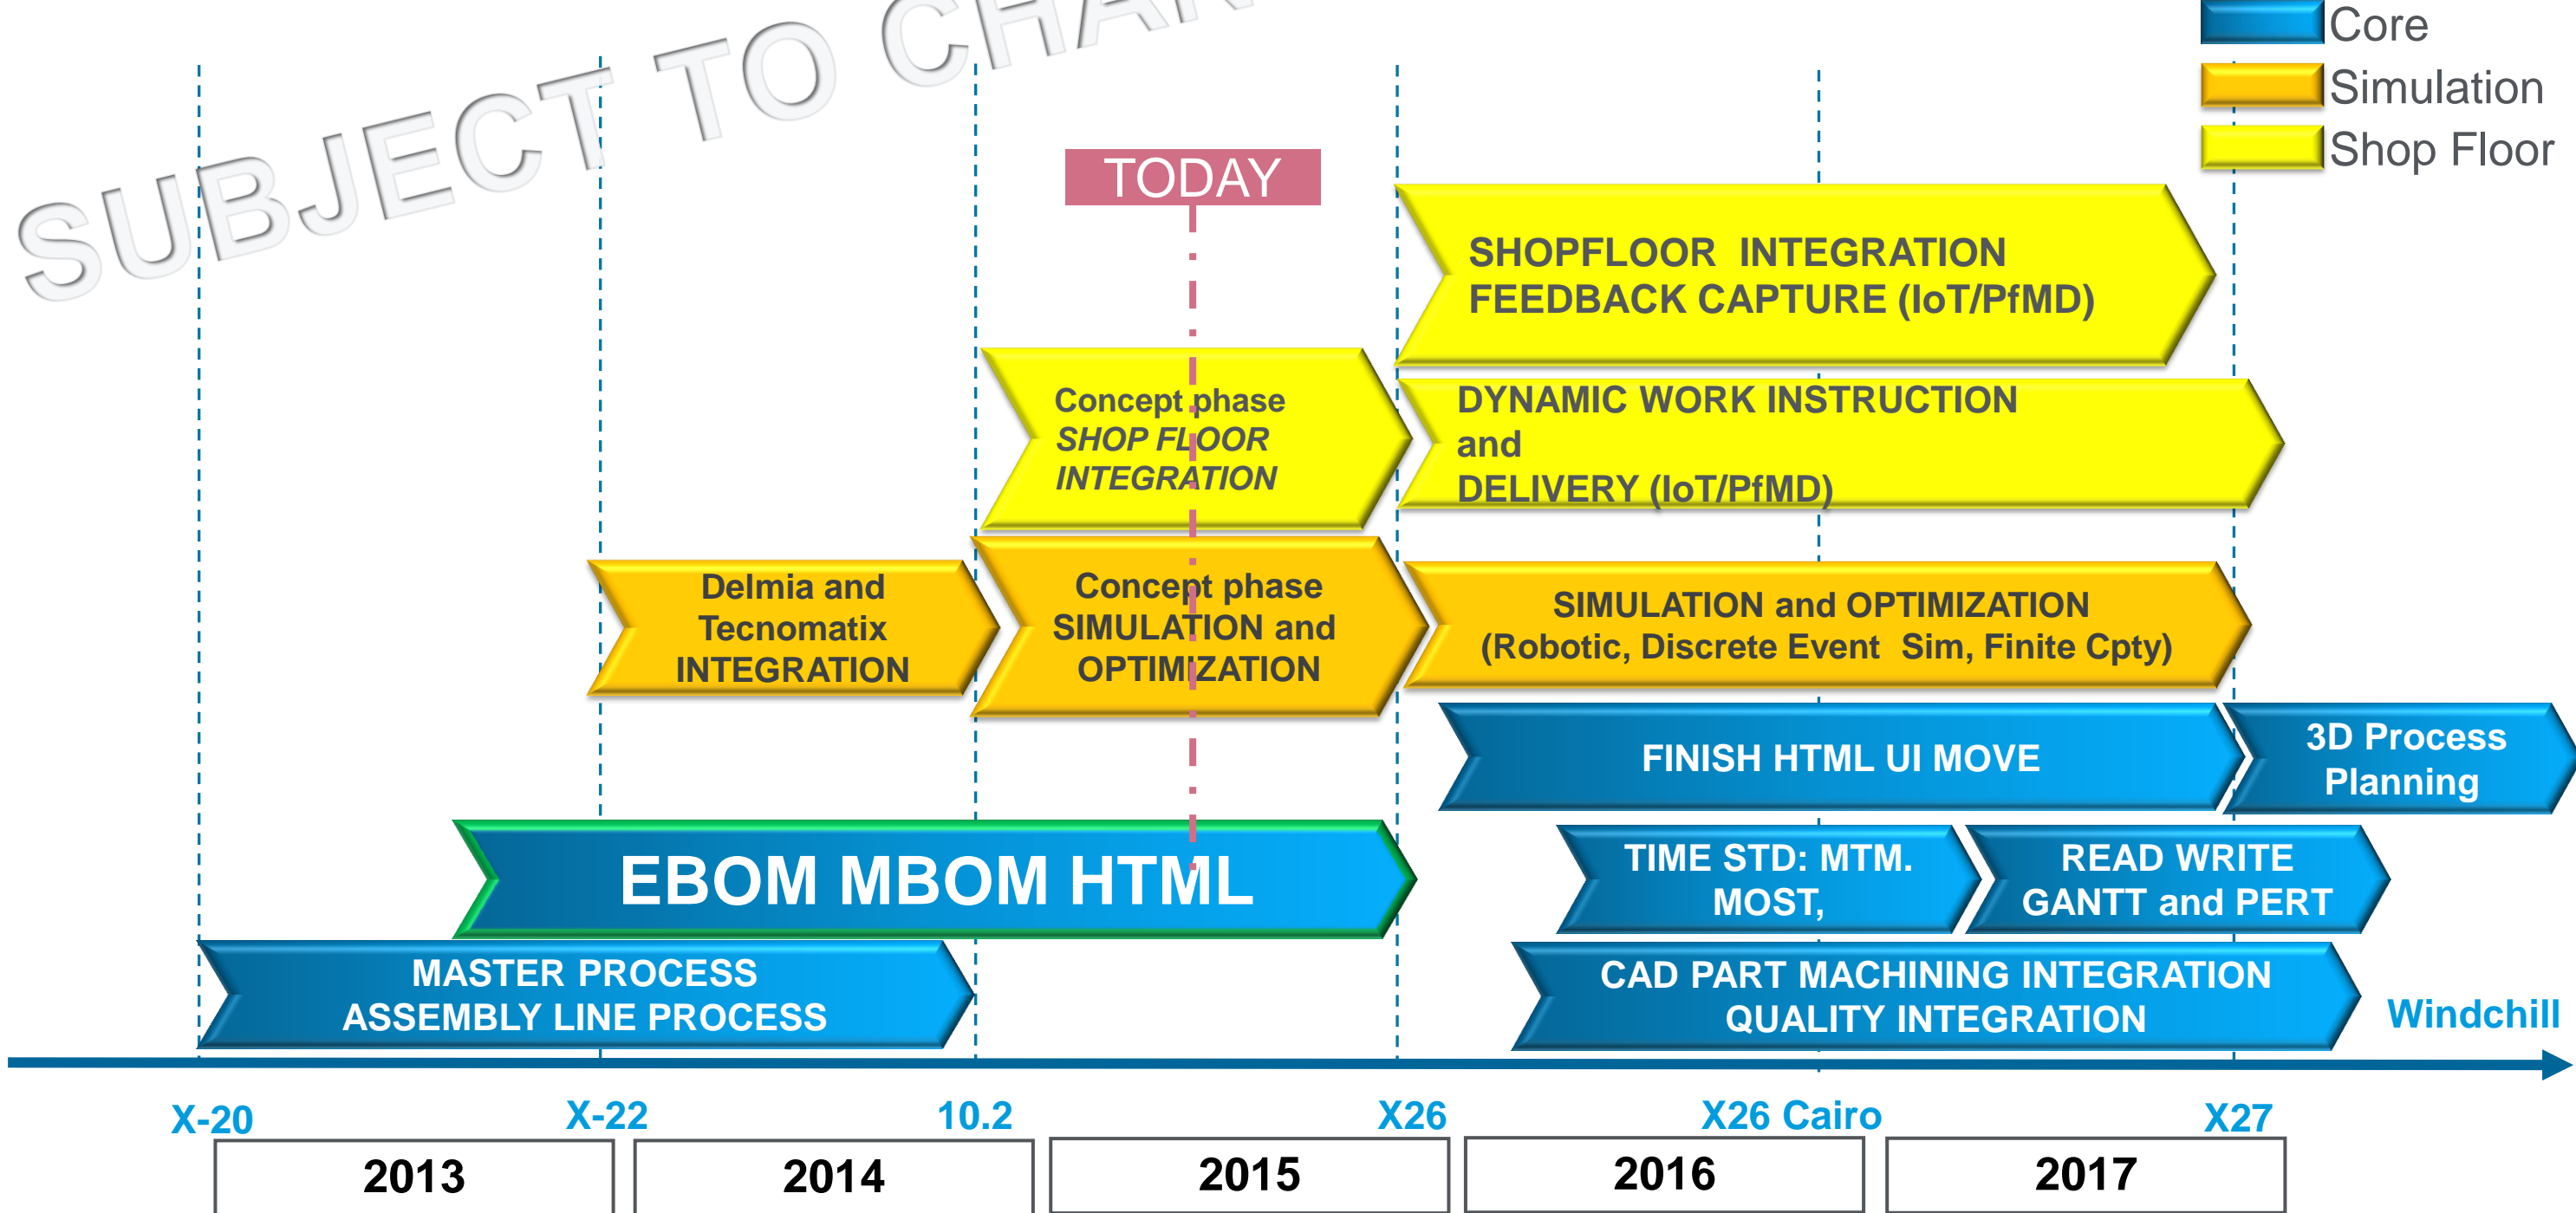 SUBJECT TO CHAN
Core
Simulation
Shop Floor
TODAY
SHOPFLOOR INTEGRATION
FEEDBACK CAPTURE (IoT/PfMD)
Concept phase
SHOP FLOOR
INTEGRATION
DYNAMIC WORK INSTRUCTION
and
DELIVERY (IoT/PfMD)
Delmia and
Tecnomatix
INTEGRATION
Concept phase
SIMULATION and
OPTIMIZATION
SIMULATION and OPTIMIZATION
(Robotic, Discrete Event Sim, Finite Cpty)
FINISH HTML UI MOVE
3D Process
Planning
EBOM MBOM HTML
TIME STD: MTM.
MOST,
READ WRITE
GANTT and PERT
MASTER PROCESS
ASSEMBLY LINE PROCESS
CAD PART MACHINING INTEGRATION
QUALITY INTEGRATION
Windchill
X-20
X-22
10.2
X26
X26 Cairo
X27
2013
2014
2015
2016
2017